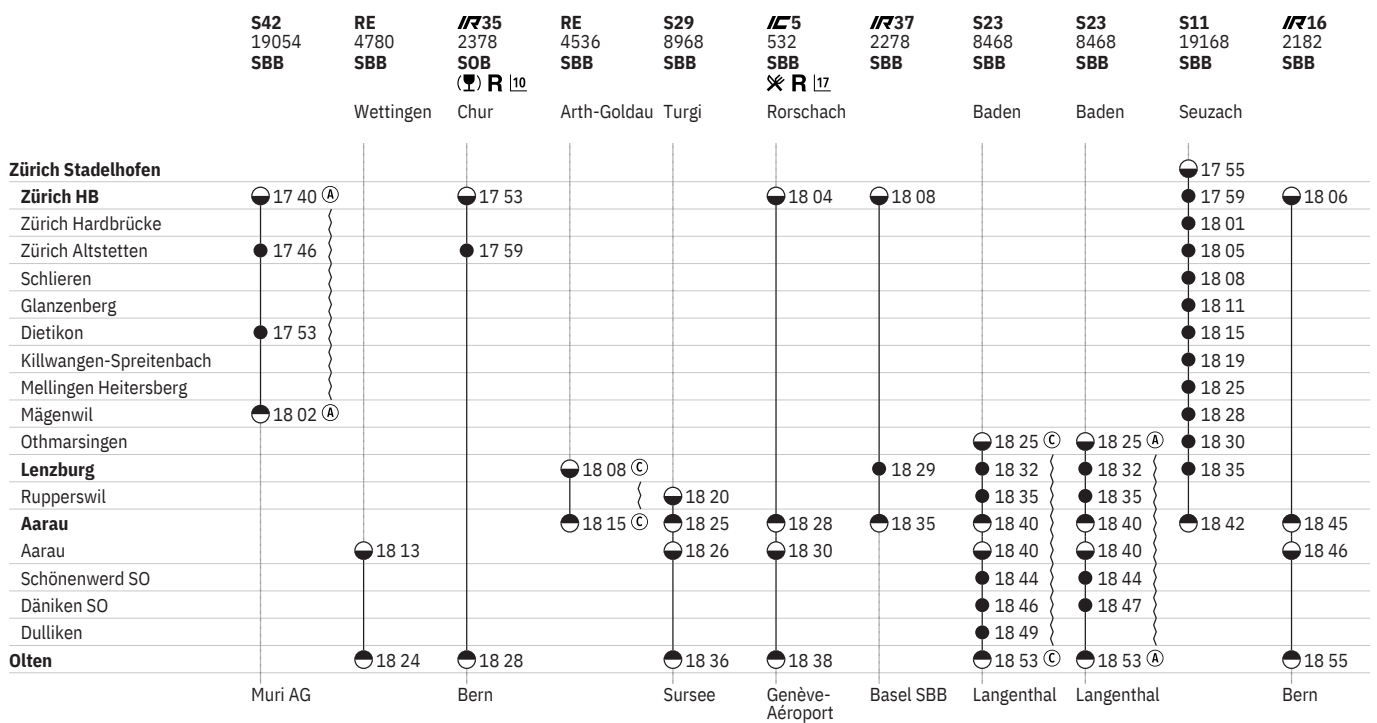 S42 RE IR35 RE S29 IC5 IR37 S23 S23 S11 IR16
19054 4780 2378 4536 8968 532 2278 8468 8468 19168 2182
SBB SBB SOB SBB SBB SBB SBB SBB SBB SBB SBB
R 10 R 17
Wettingen Chur Arth-Goldau Turgi Rorschach Baden Baden Seuzach
Zürich Stadelhofen 17 55
Zürich HB 17 40 A 17 53 18 04 18 08 17 59 18 06
Zürich Hardbrücke 18 01
Zürich Altstetten 17 46 17 59 18 05
Schlieren 18 08
Glanzenberg 18 11
Dietikon 17 53 18 15
Killwangen-Spreitenbach 18 19
Mellingen Heitersberg 18 25
Mägenwil 18 02 A 18 28
Othmarsingen 18 25 C 18 25 A 18 30
Lenzburg 18 08 C 18 29 18 32 18 32 18 35
Rupperswil 18 20 18 35 18 35
Aarau 18 15 C 18 25 18 28 18 35 18 40 18 40 18 42 18 45
Aarau 18 13 18 26 18 30 18 40 18 40 18 46
Schönenwerd SO 18 44 18 44
Däniken SO 18 46 18 47
Dulliken 18 49
Olten 18 24 18 28 18 36 18 38 18 53 C 18 53 A 18 55
Muri AG Bern Sursee Genève- Basel SBB Langenthal Langenthal Bern
Aéroport